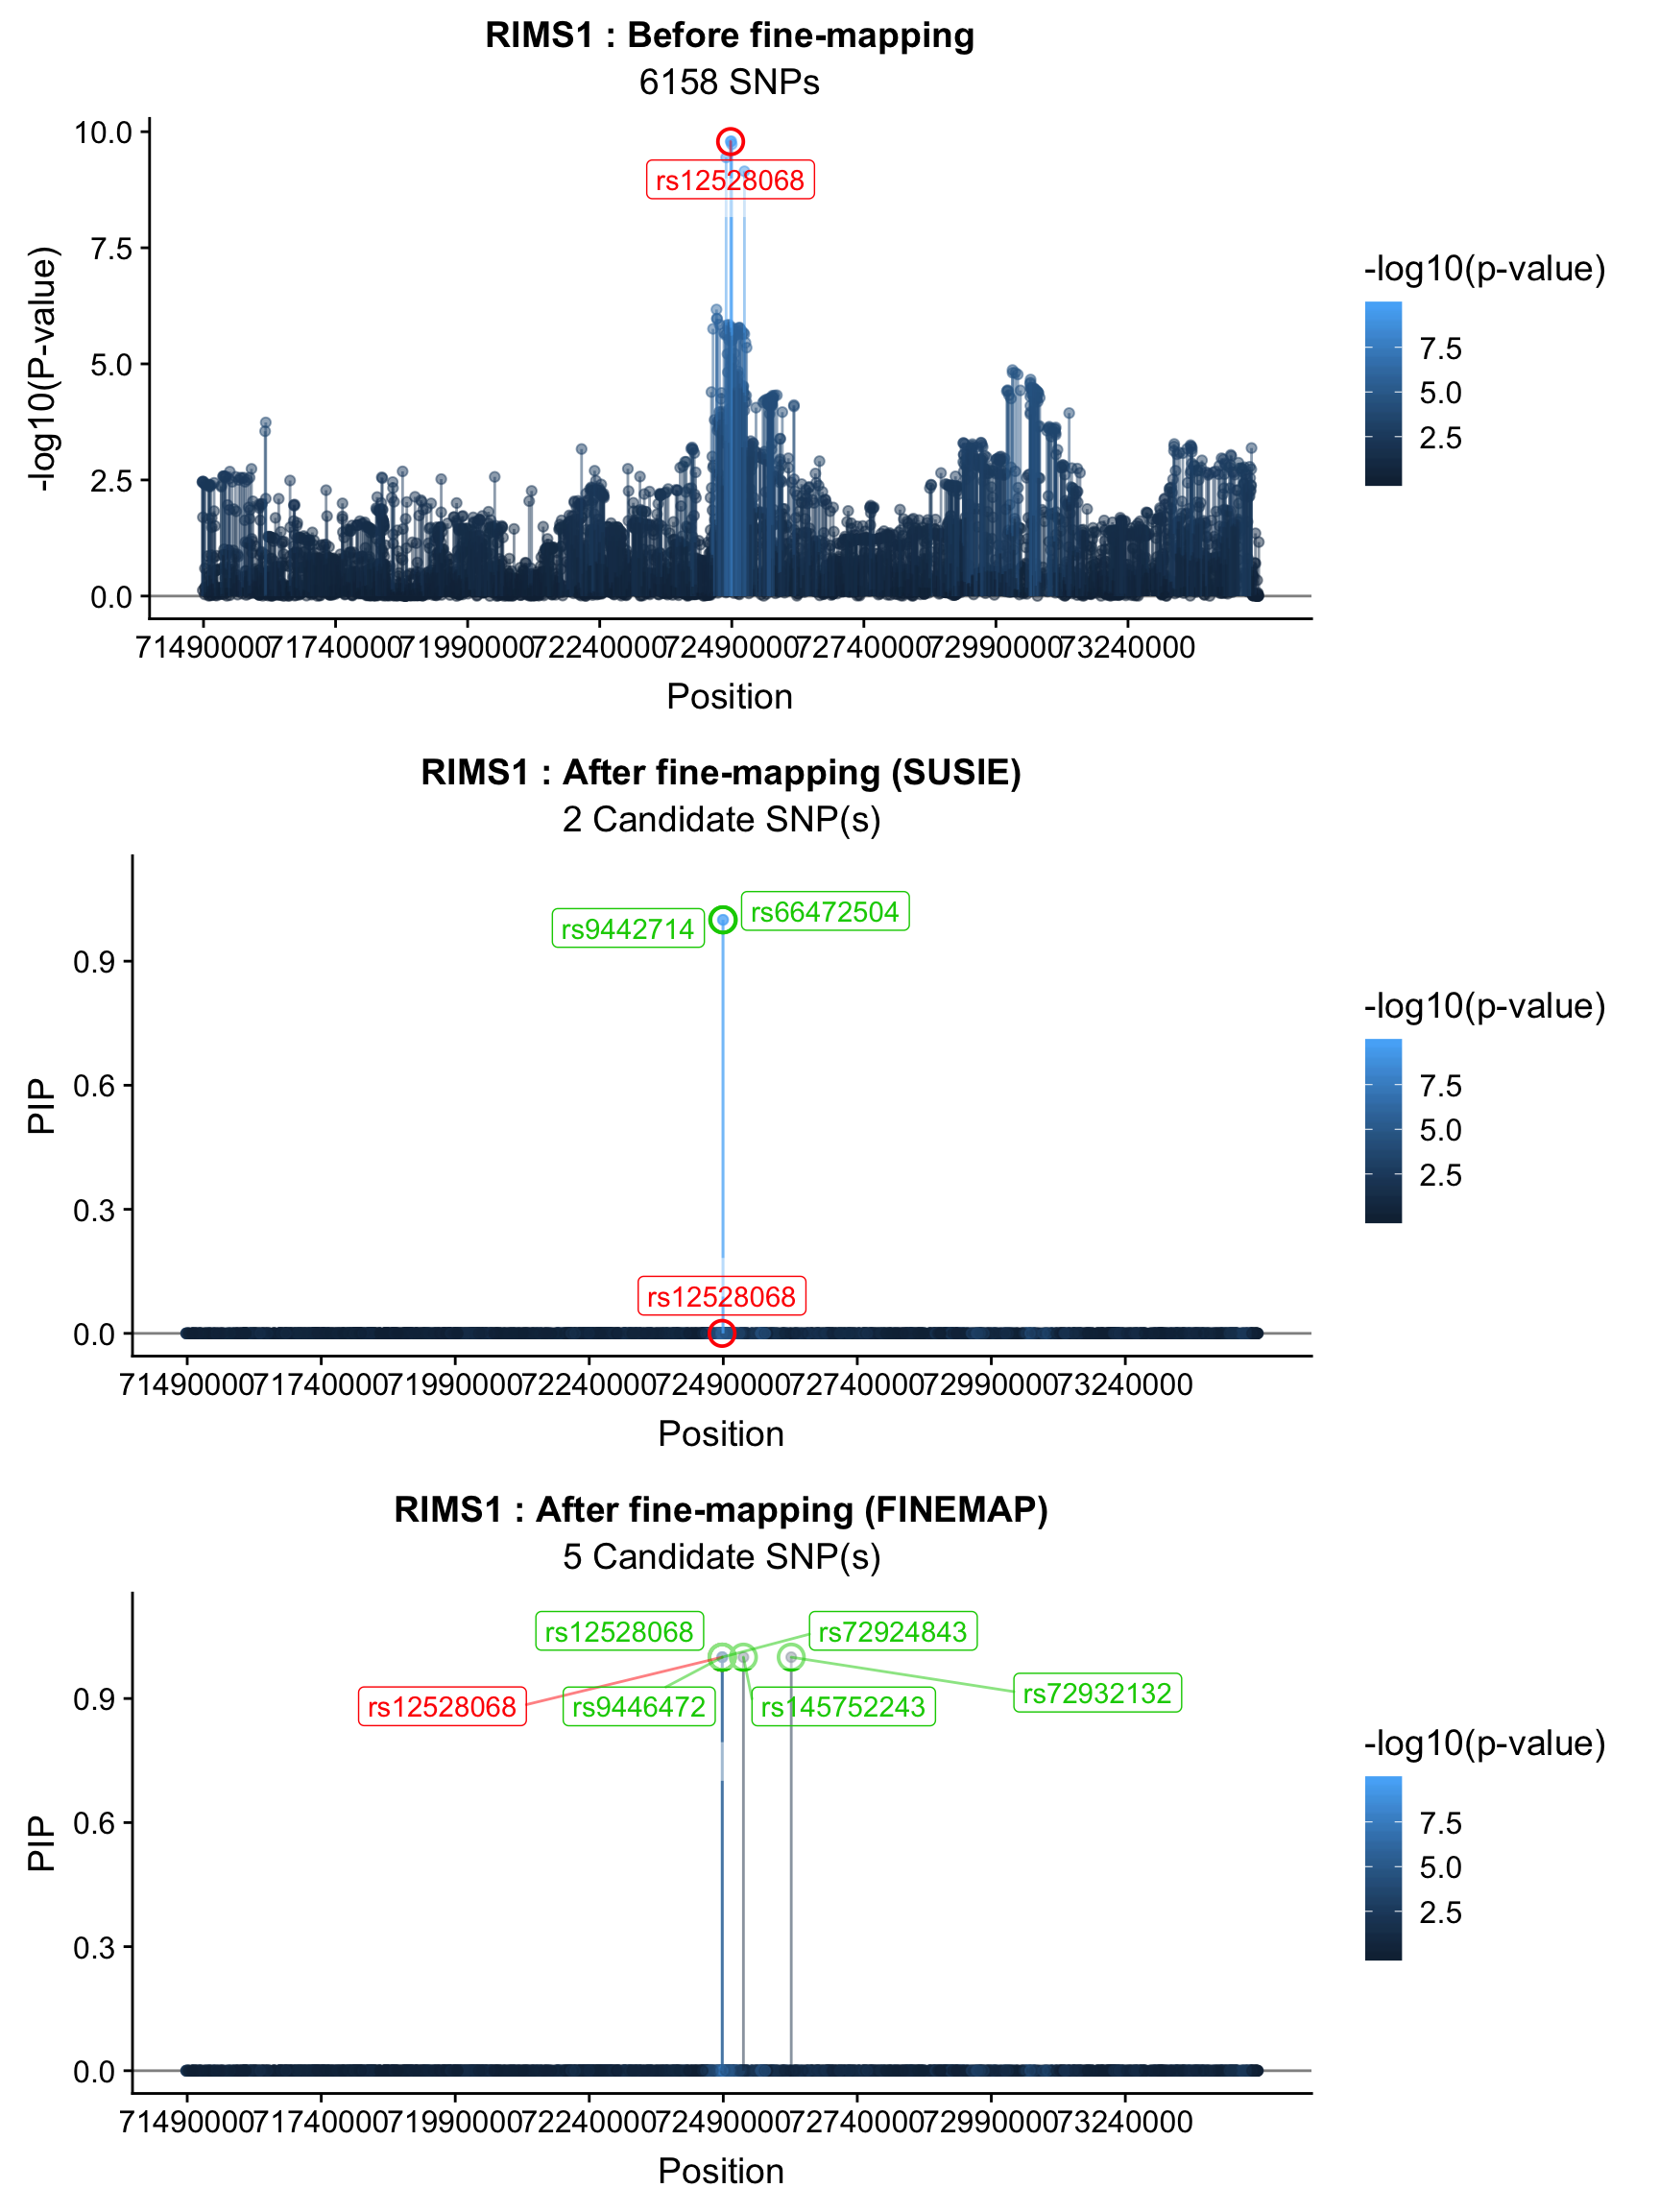 RIMS1 : Before fine-mapping
6158 SNPs
-log10(P-value)
10.0
7.5
5.0
2.5
0.0
rs12528068
71490000 71740000 71990000 72240000 72490000 72740000 72990000 73240000
Position
-log10(p-value)
7.5
5.0
2.5
RIMS1 : After fine-mapping (SUSIE)
2 Candidate SNP(s)
PIP
0.9
0.6
0.3
0.0
rs9442714
rs66472504
rs12528068
71490000 71740000 71990000 72240000 72490000 72740000 72990000 73240000
Position
-log10(p-value)
7.5
5.0
2.5
RIMS1 : After fine-mapping (FINEMAP)
5 Candidate SNP(s)
PIP
0.9
0.6
0.3
0.0
rs12528068
rs72924843
rs12528068
rs9446472
rs145752243
rs72932132
71490000 71740000 71990000 72240000 72490000 72740000 72990000 73240000
Position
-log10(p-value)
7.5
5.0
2.5